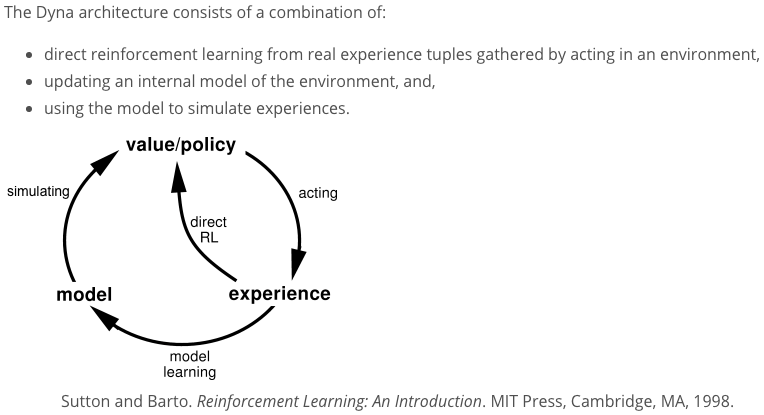 The Dyna architecture consists of a combination of:
• direct reinforcement learning from real experience tuples gathered by acting in an environment,
• updating an internal model of the environment, and,
• using the model to simulate experiences.
value/policy
simulating
acting
direct
RL
model
experience
model
learning
Sutton and Barto. Reinforcement Learning: An Introduction. MIT Press, Cambridge, MA, 1998.